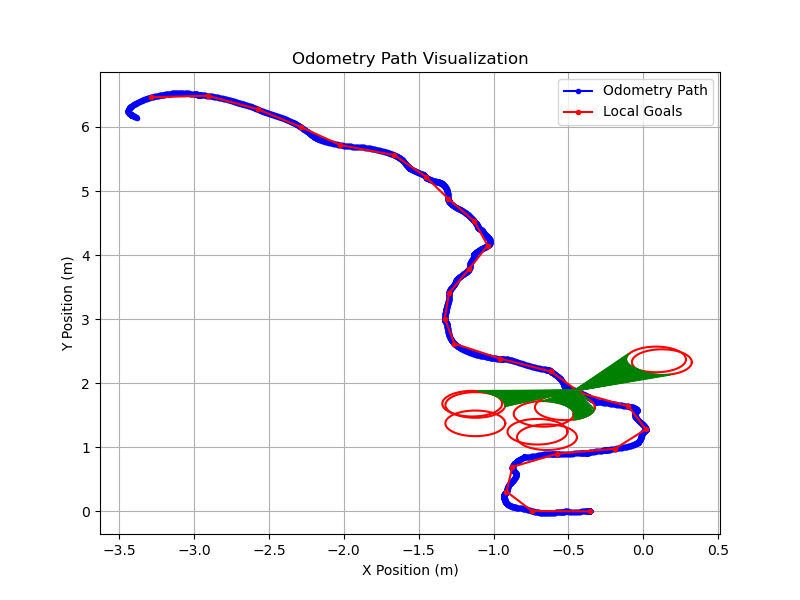 Odometry Path Visualization
Odometry Path
Local Goals
Y Position (m)
6
5
4
3
2
1
0
−3.5 −3.0 −2.5 −2.0 −1.5 −1.0 −0.5 0.0 0.5
X Position (m)